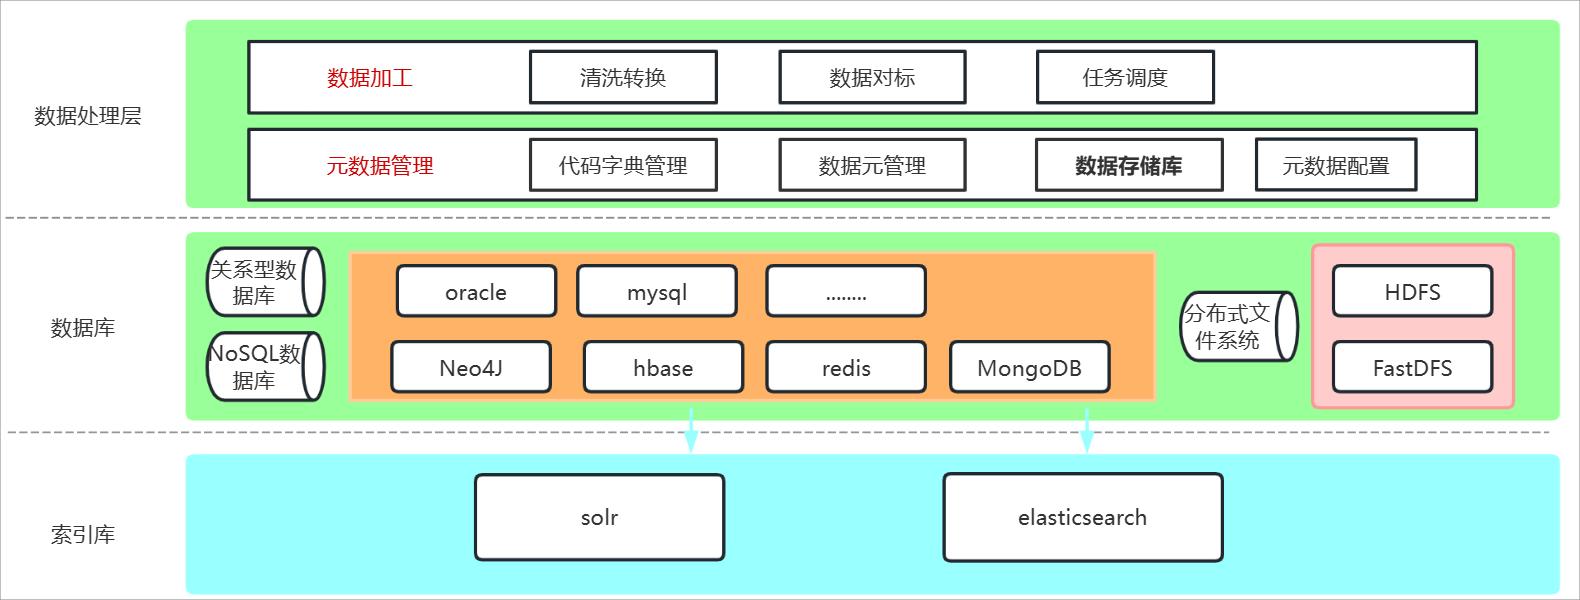 数据处理层
数据加工
清洗转换
数据对标
任务调度
元数据管理
代码字典管理
数据元管理
数据存储库
元数据配置
数据库
关系型数
据库
NoSQL数
据库
oracle
mysql
........
Neo4J
hbase
redis
MongoDB
分布式文
件系统
HDFS
FastDFS
索引库
solr
elasticsearch